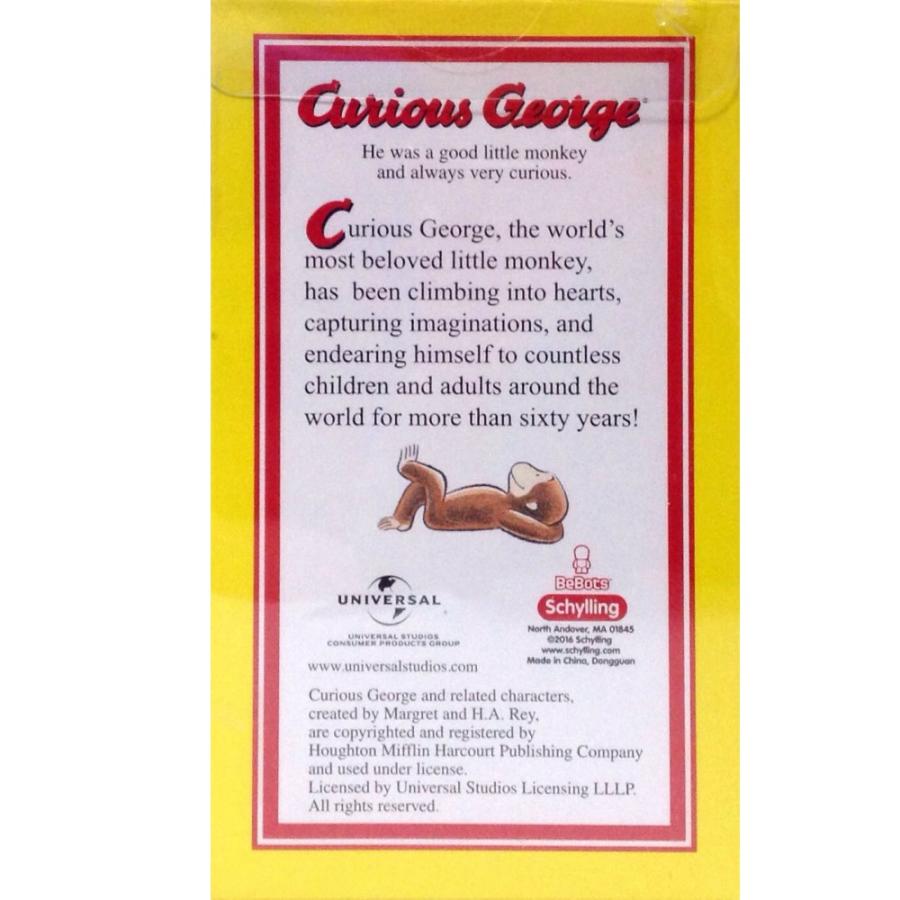 Curious George
He was a good little monkey
and always very curious.
Curious George, the world's
most beloved little monkey,
has been climbing into hearts,
capturing imaginations, and
endearing himself to countless
children and adults around the
world for more than sixty years!
UNIVERSAL
UNIVERSAL STUDIOS
CONSUMER PRODUCTS GROUP
www.universalstudios.com
BeBots
Schylling
North Andover, MA 01845
©2016 Schylling
www.schylling.com
Made in China, Dongguan
Curious George and related characters,
created by Margret and H.A. Rey,
are copyrighted and registered by
Houghton Mifflin Harcourt Publishing Company
and used under license.
Licensed by Universal Studios Licensing LLLP.
All rights reserved.